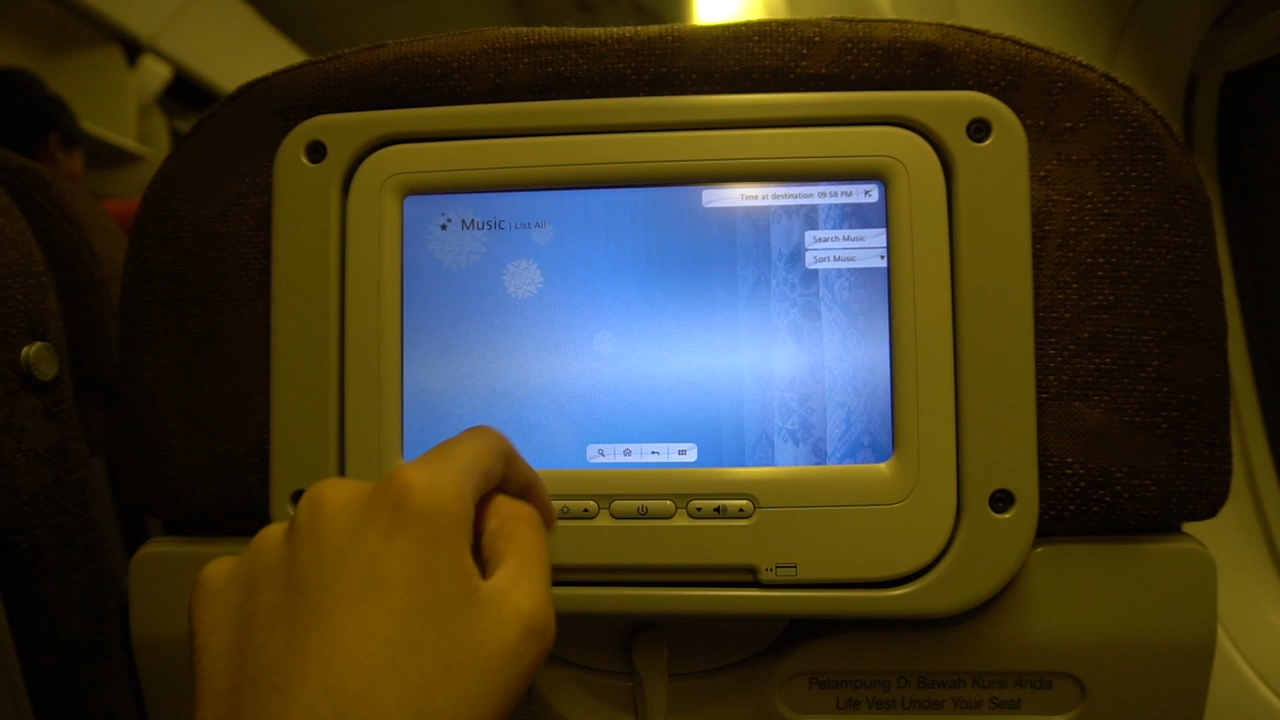 Time at destination: 09:58 PM
Music | List All
Search Music
Sort Music
Pelampung Di Bawah Kursi Anda
Life Vest Under Your Seat